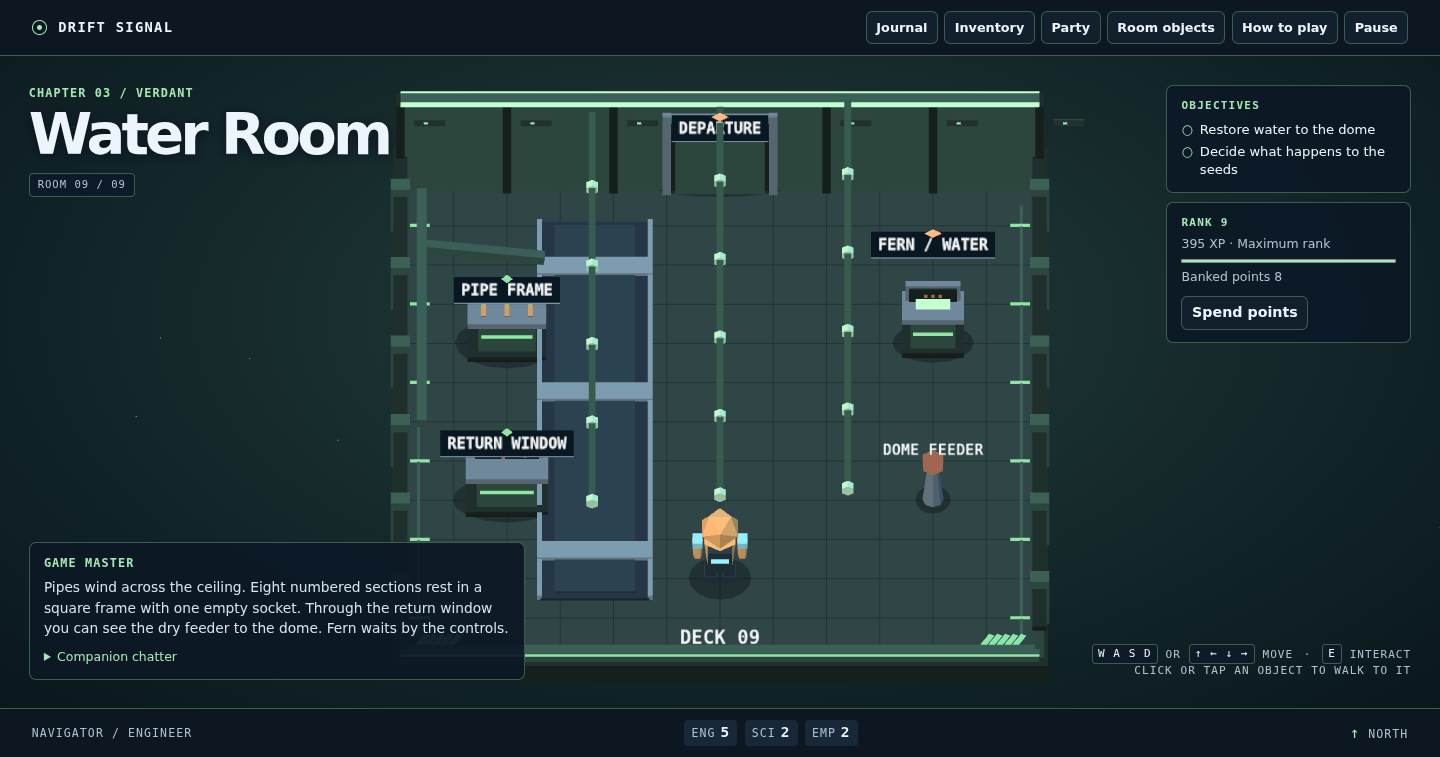 DRIFT SIGNAL
Journal
Inventory
Party
Room objects
How to play
Pause
CHAPTER 03 / VERDANT
Water Room
ROOM 09 / 09
DEPARTURE
FERN / WATER
PIPE FRAME
RETURN WINDOW
DOME FEEDER
DECK 09
OBJECTIVES
Restore water to the dome
Decide what happens to the
seeds
RANK 9
395 XP · Maximum rank
Banked points 8
Spend points
GAME MASTER
Pipes wind across the ceiling. Eight numbered sections rest in a
square frame with one empty socket. Through the return window
you can see the dry feeder to the dome. Fern waits by the controls.
Companion chatter
W A S D OR ↑ ← ↓ → MOVE · E INTERACT
CLICK OR TAP AN OBJECT TO WALK TO IT
NAVIGATOR / ENGINEER
ENG 5
SCI 2
EMP 2
↑ NORTH